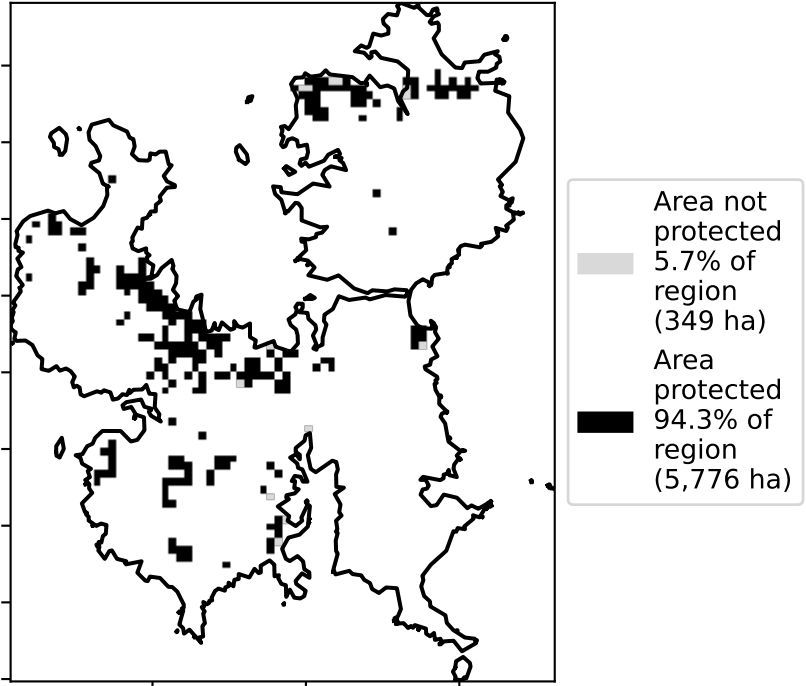 Area not
protected
5.7% of
region
(349 ha)
Area
protected
94.3% of
region
(5,776 ha)